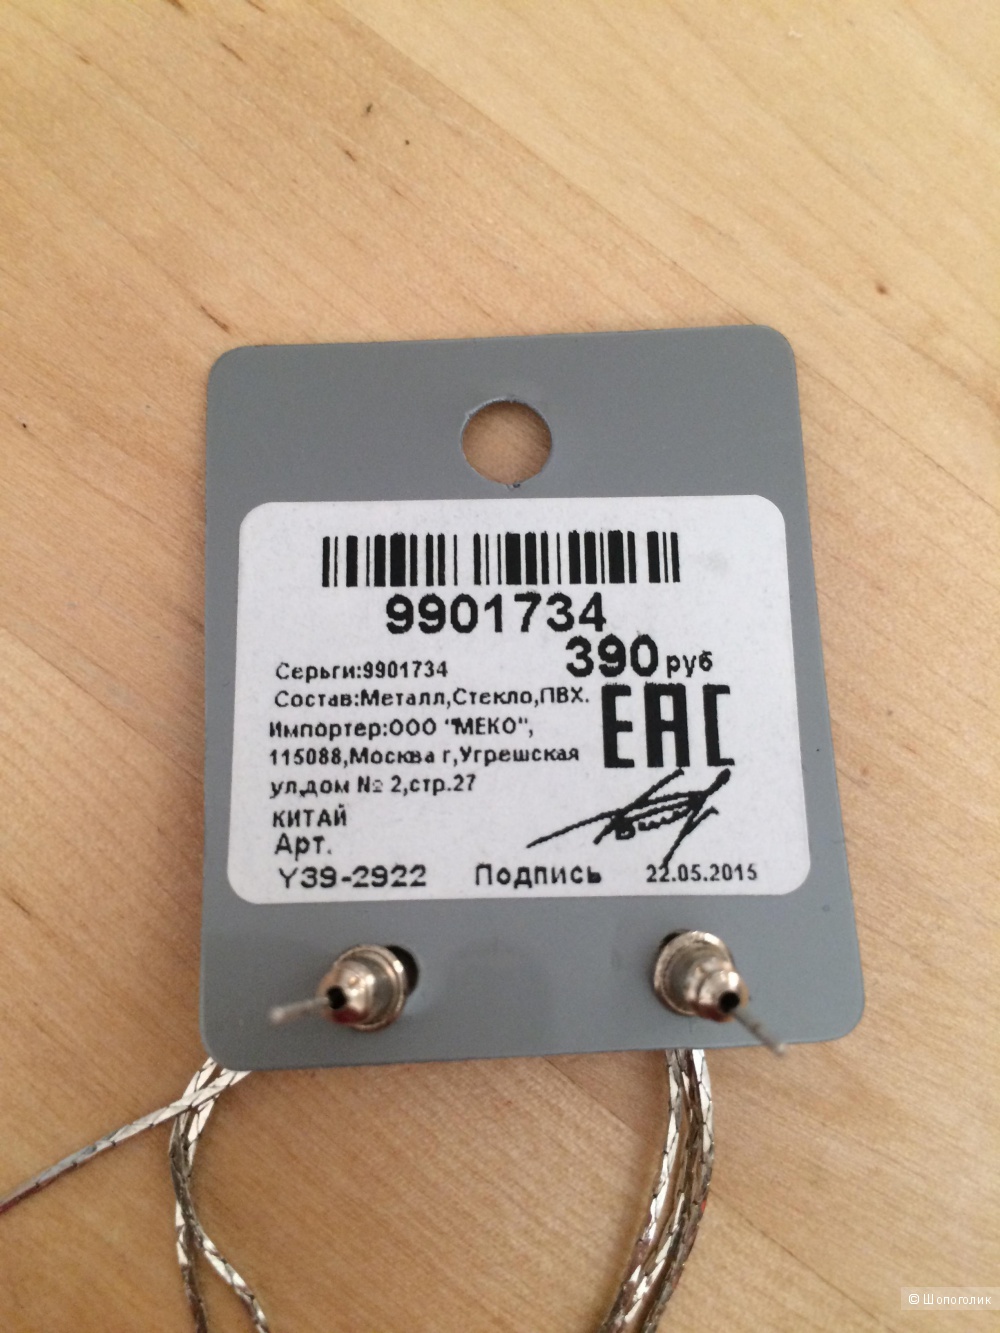 9901734
390 руб
Серьги:9901734
Состав:Металл,Стекло,ПВХ.
EAC
Импортер:ООО "МЕКО",
115088,Москва г,Угрешская
ул,дом № 2,стр.27
КИТАЙ
Арт.
Y39-2922 Подпись 22.05.2015
© Шопоголик